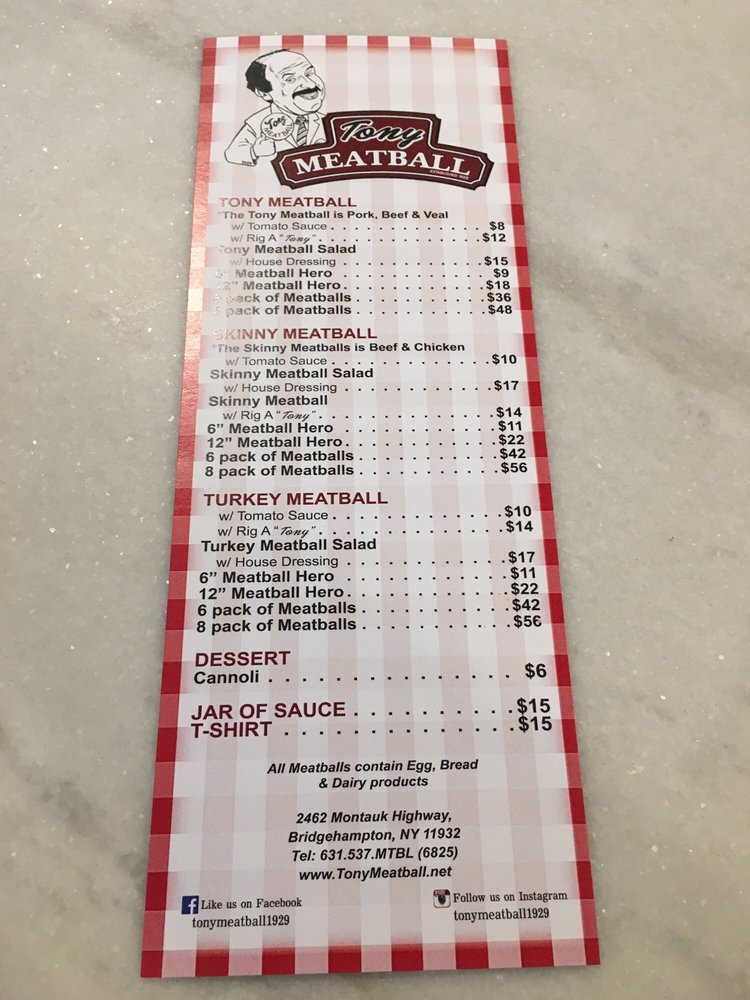 Tony
MEATBALL
Tony
MEATBALL
ESTABLISHED 1929
TONY MEATBALL
*The Tony Meatball is Pork, Beef & Veal
w/ Tomato Sauce . . . . . . . . . . . . . . $8
w/ Rig A "Tony" . . . . . . . . . . . . . . $12
Tony Meatball Salad
w/ House Dressing . . . . . . . . . . . . . $15
6" Meatball Hero . . . . . . . . . . . . $9
12" Meatball Hero . . . . . . . . . . . . $18
pack of Meatballs . . . . . . . . . . . $36
pack of Meatballs . . . . . . . . . . . $48
SKINNY MEATBALL
*The Skinny Meatballs is Beef & Chicken
w/ Tomato Sauce . . . . . . . . . . . . . $10
Skinny Meatball Salad
w/ House Dressing . . . . . . . . . . . . $17
Skinny Meatball
w/ Rig A "Tony" . . . . . . . . . . . . . . $14
6" Meatball Hero . . . . . . . . . . . . $11
12" Meatball Hero . . . . . . . . . . . . $22
6 pack of Meatballs . . . . . . . . . . . $42
8 pack of Meatballs . . . . . . . . . . . $56
TURKEY MEATBALL
w/ Tomato Sauce . . . . . . . . . . . . . $10
w/ Rig A "Tony" . . . . . . . . . . . . . . $14
Turkey Meatball Salad
w/ House Dressing . . . . . . . . . . . . $17
6" Meatball Hero . . . . . . . . . . . . $11
12" Meatball Hero . . . . . . . . . . . . $22
6 pack of Meatballs . . . . . . . . . . . $42
8 pack of Meatballs . . . . . . . . . . . $56
DESSERT
Cannoli . . . . . . . . . . . . . . . . $6
JAR OF SAUCE . . . . . . . . . . $15
T-SHIRT . . . . . . . . . . . . . . $15
All Meatballs contain Egg, Bread
& Dairy products
2462 Montauk Highway,
Bridgehampton, NY 11932
Tel: 631.537.MTBL (6825)
www.TonyMeatball.net
Like us on Facebook
tonymeatball1929
Follow us on Instagram
tonymeatball1929